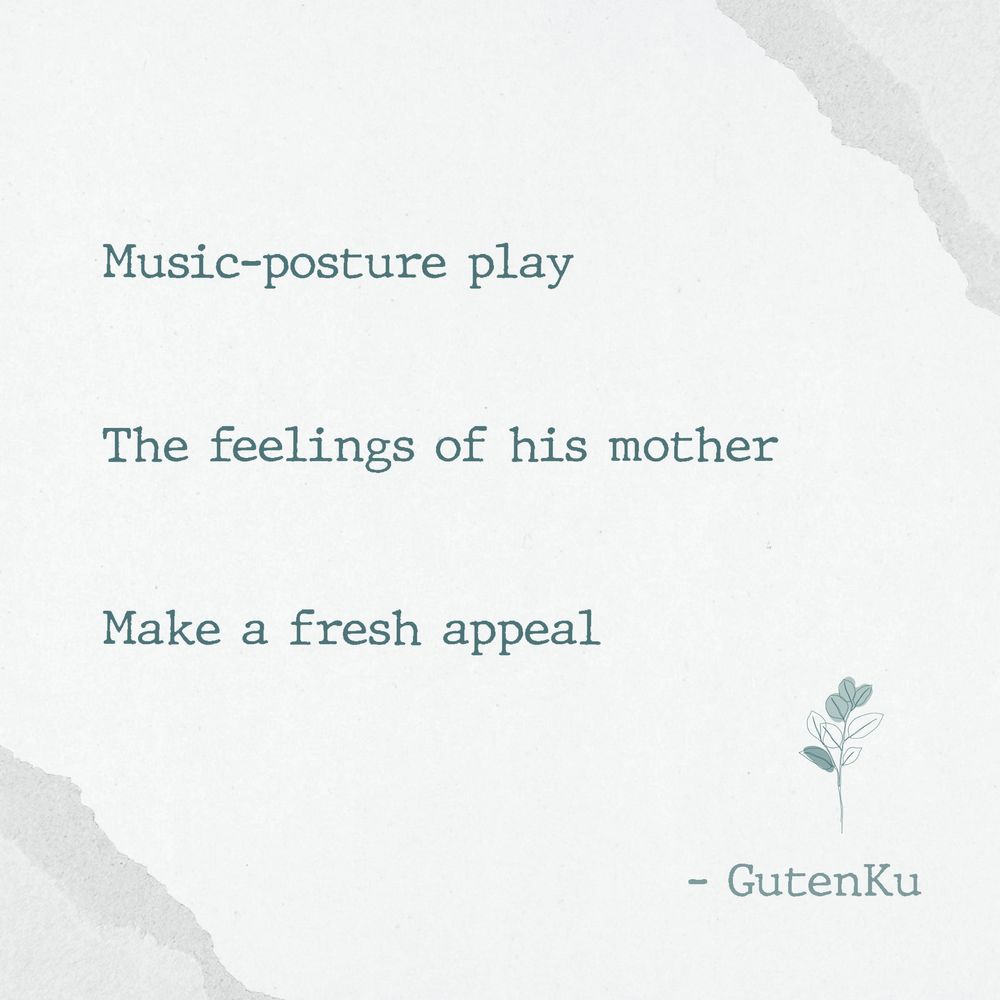 Music-posture play
The feelings of his mother
Make a fresh appeal
- GutenKu